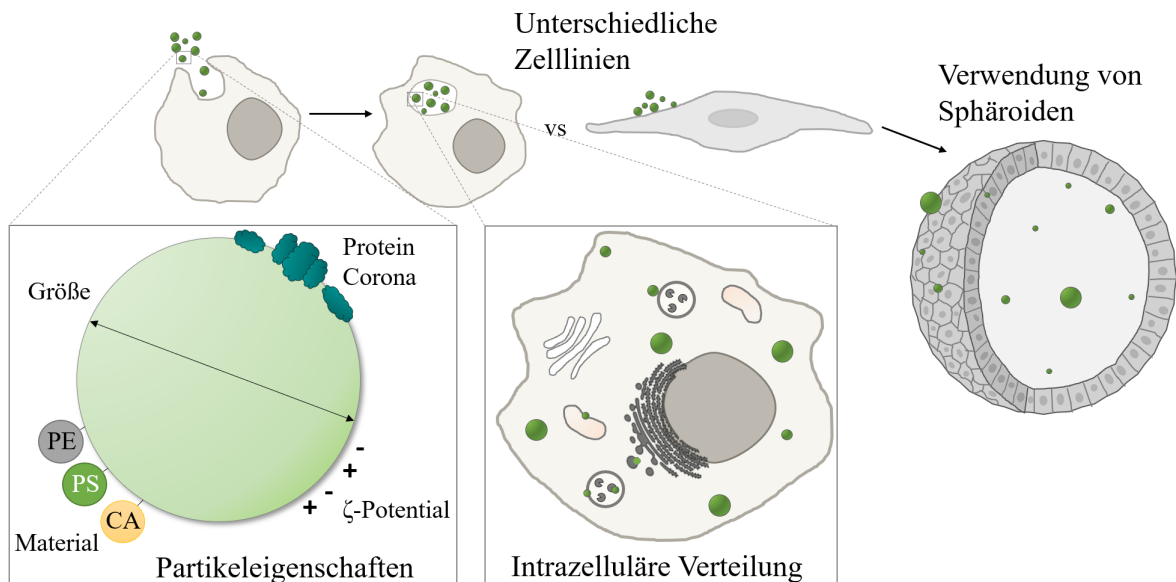 Unterschiedliche
Zelllinien
vs
Verwendung von
Sphäroiden
Protein
Corona
Größe
PE
PS
CA
Material
- + - +
ζ-Potential
Partikeleigenschaften
Intrazelluläre Verteilung